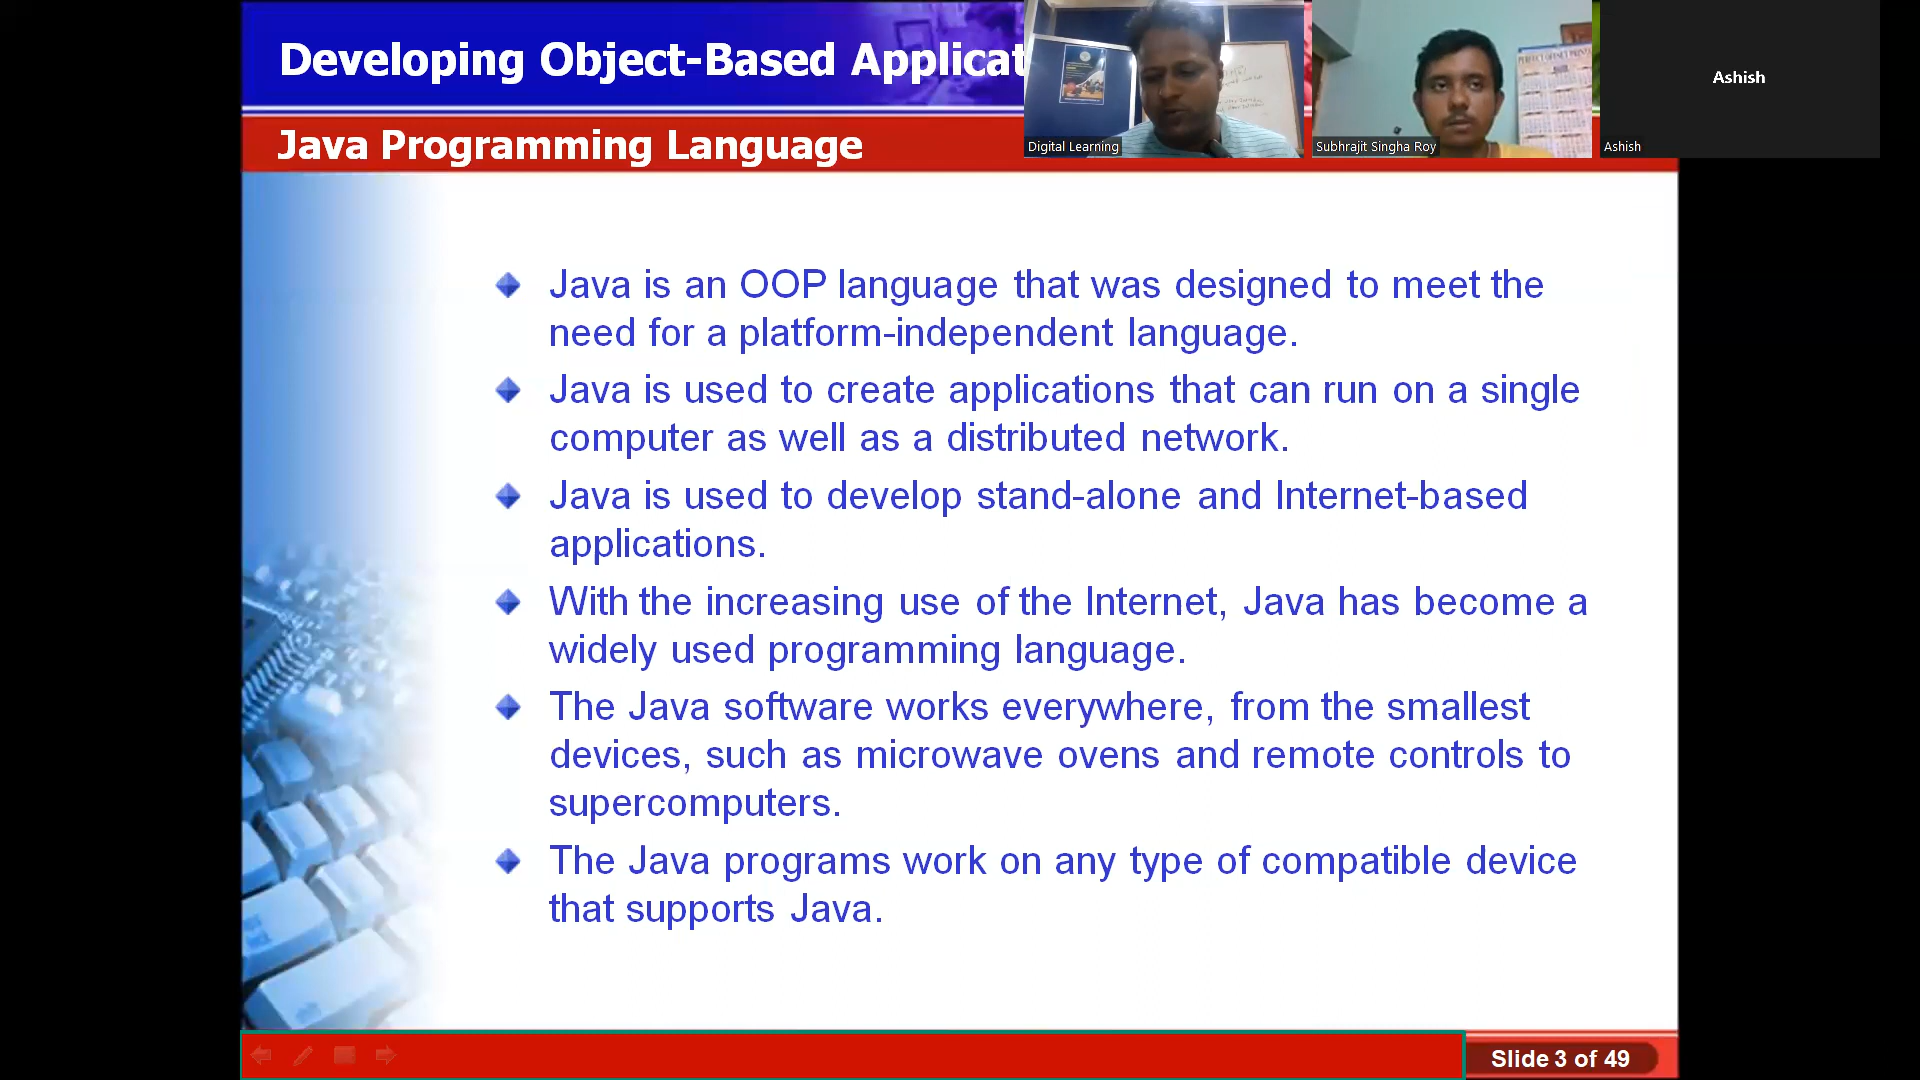 Developing Object-Based Applicat
Java Programming Language
Digital Learning
Subhrajit Singha Roy
Ashish
Ashish
Java is an OOP language that was designed to meet the
need for a platform-independent language.
Java is used to create applications that can run on a single
computer as well as a distributed network.
Java is used to develop stand-alone and Internet-based
applications.
With the increasing use of the Internet, Java has become a
widely used programming language.
The Java software works everywhere, from the smallest
devices, such as microwave ovens and remote controls to
supercomputers.
The Java programs work on any type of compatible device
that supports Java.
Slide 3 of 49